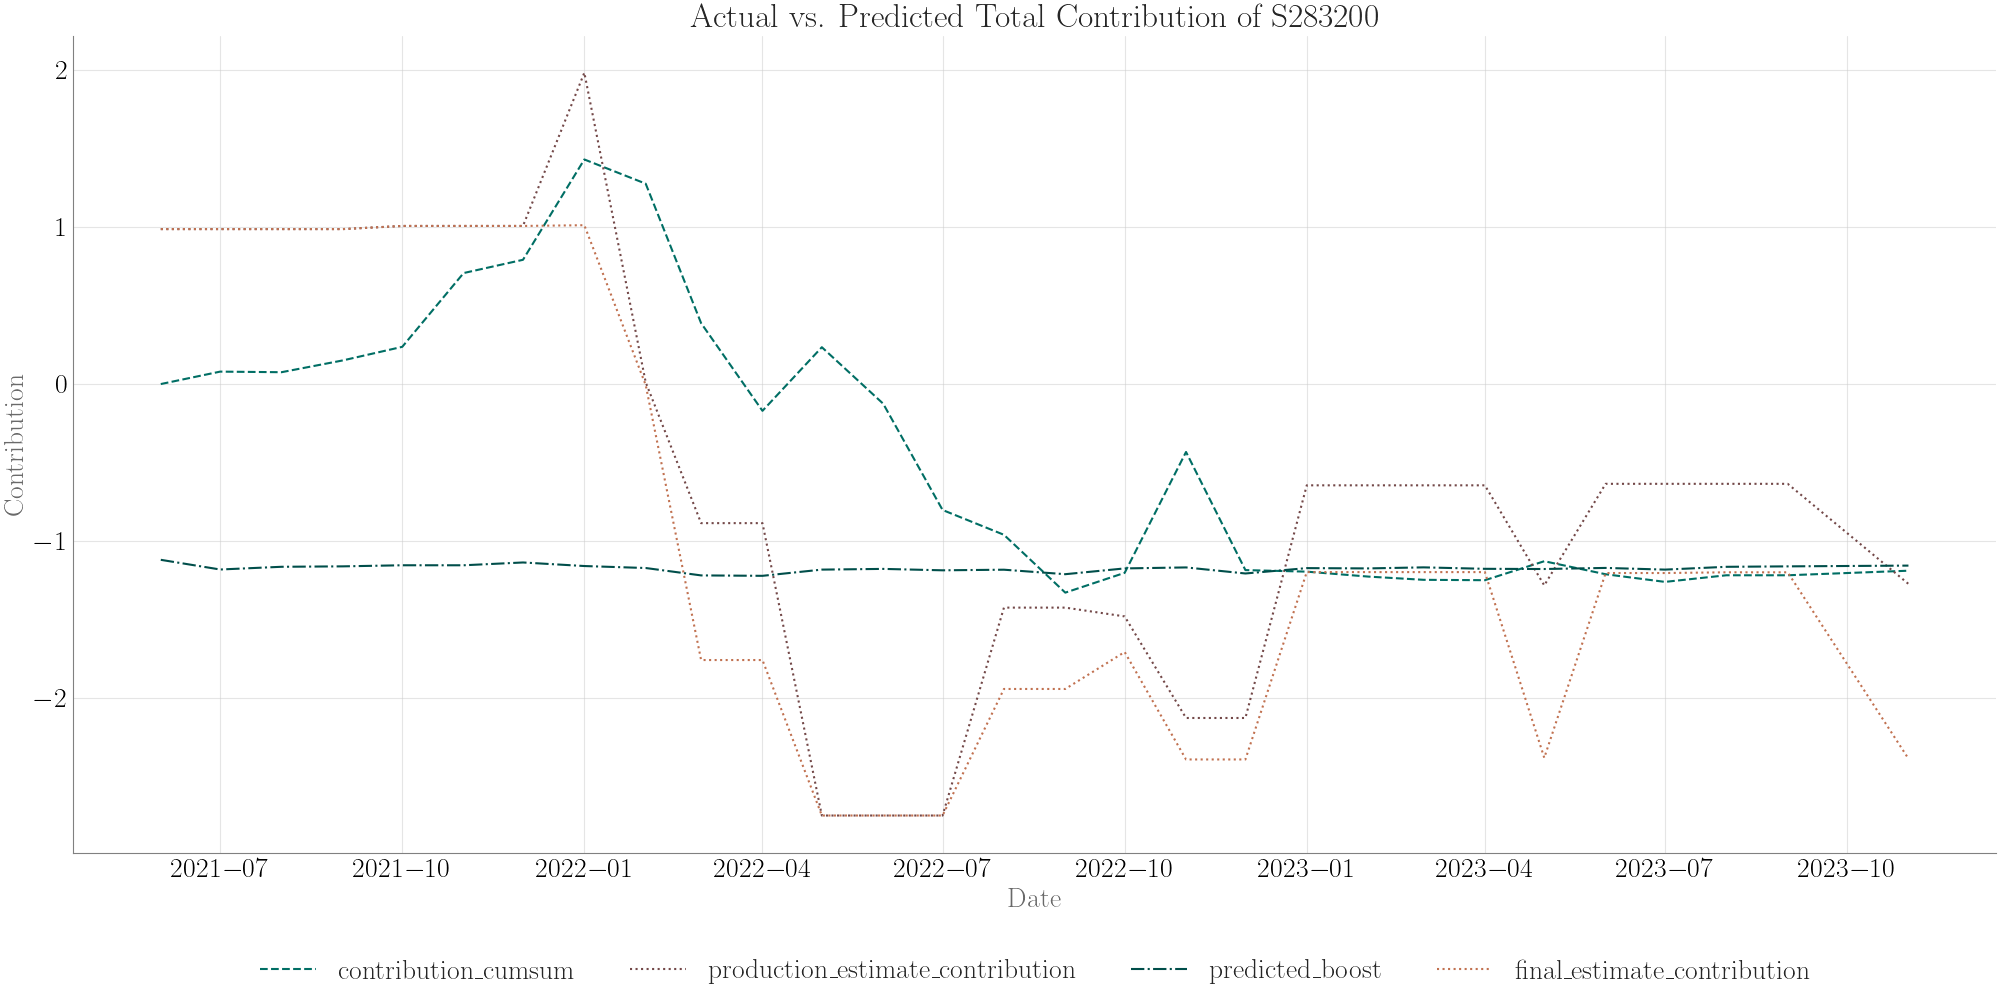 Actual vs. Predicted Total Contribution of S283200
2
1
0
−1
−2
Contribution
2021−07 2021−10 2022−01 2022−04 2022−07 2022−10 2023−01 2023−04 2023−07 2023−10
Date
contribution_cumsum production_estimate_contribution predicted_boost final_estimate_contribution